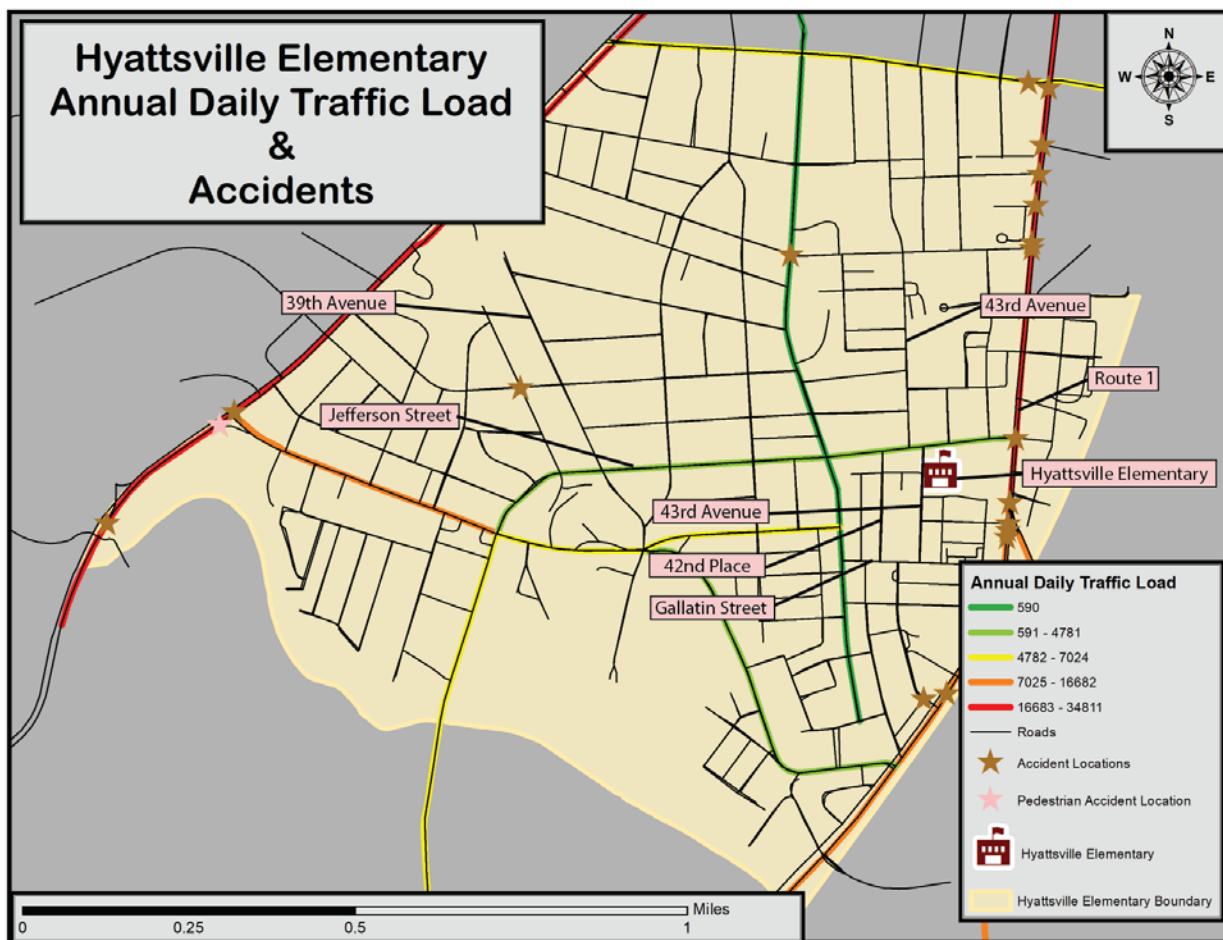 Hyattsville Elementary
Annual Daily Traffic Load
&
Accidents
N
W
E
S
39th Avenue
43rd Avenue
Route 1
Jefferson Street
Hyattsville Elementary
43rd Avenue
42nd Place
Gallatin Street
Annual Daily Traffic Load
590
591 - 4781
4782 - 7024
7025 - 16682
16683 - 34811
Roads
Accident Locations
Pedestrian Accident Location
Hyattsville Elementary
Hyattsville Elementary Boundary
Miles
0
0.25
0.5
1